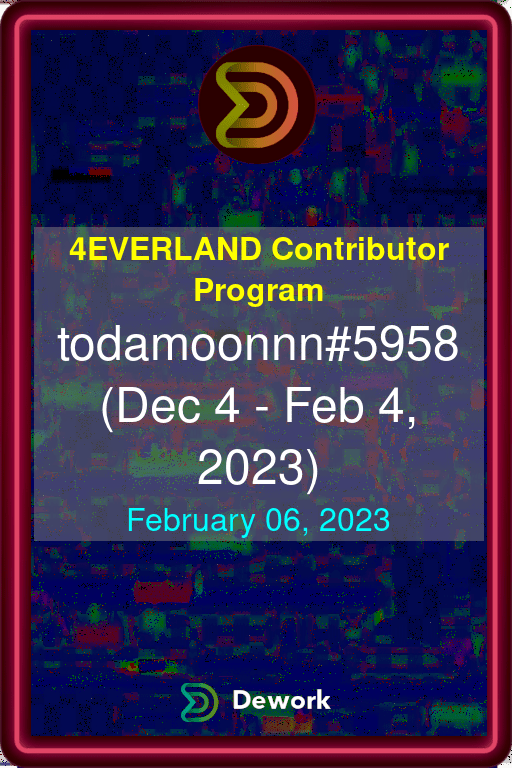 4EVERLAND Contributor
Program
todamoonnn#5958
(Dec 4 - Feb 4,
2023)
February 06, 2023
Dework